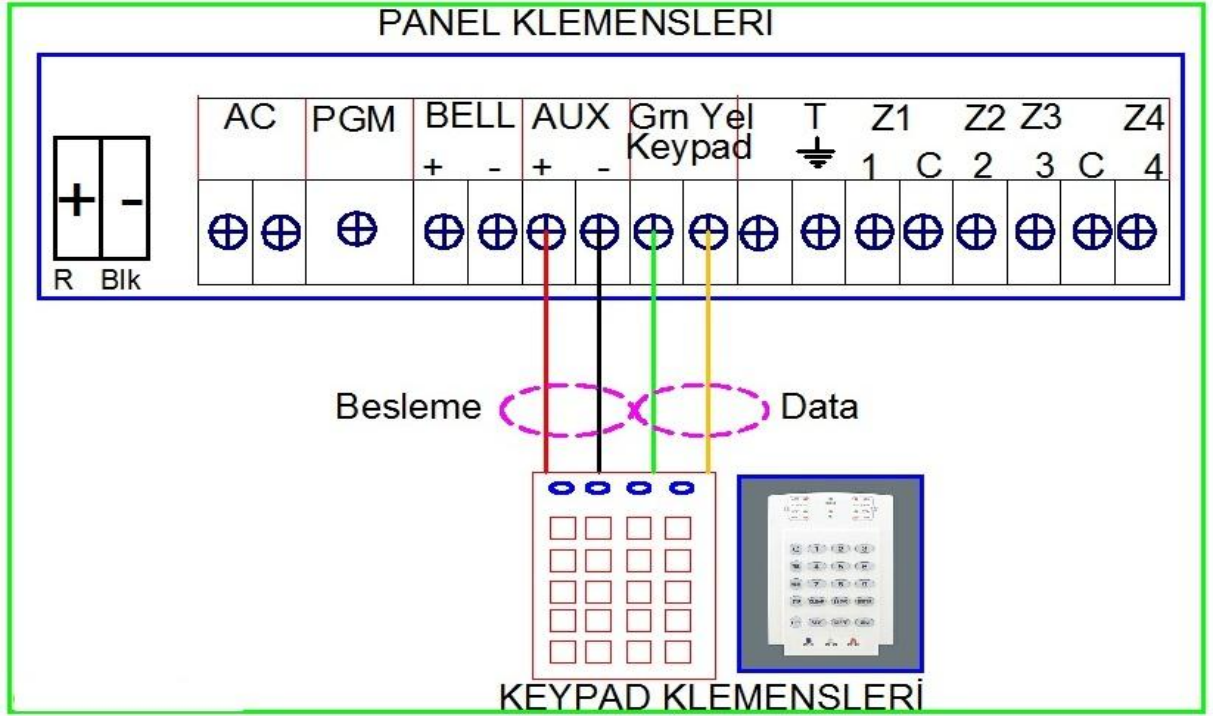 PANEL KLEMENSLERI
AC PGM BELL AUX Grn Yel T Z1 Z2 Z3 Z4
Keypad
+ - + - 1 C 2 3 C 4
+ -
R Blk
Besleme Data
KEYPAD KLEMENSLERİ